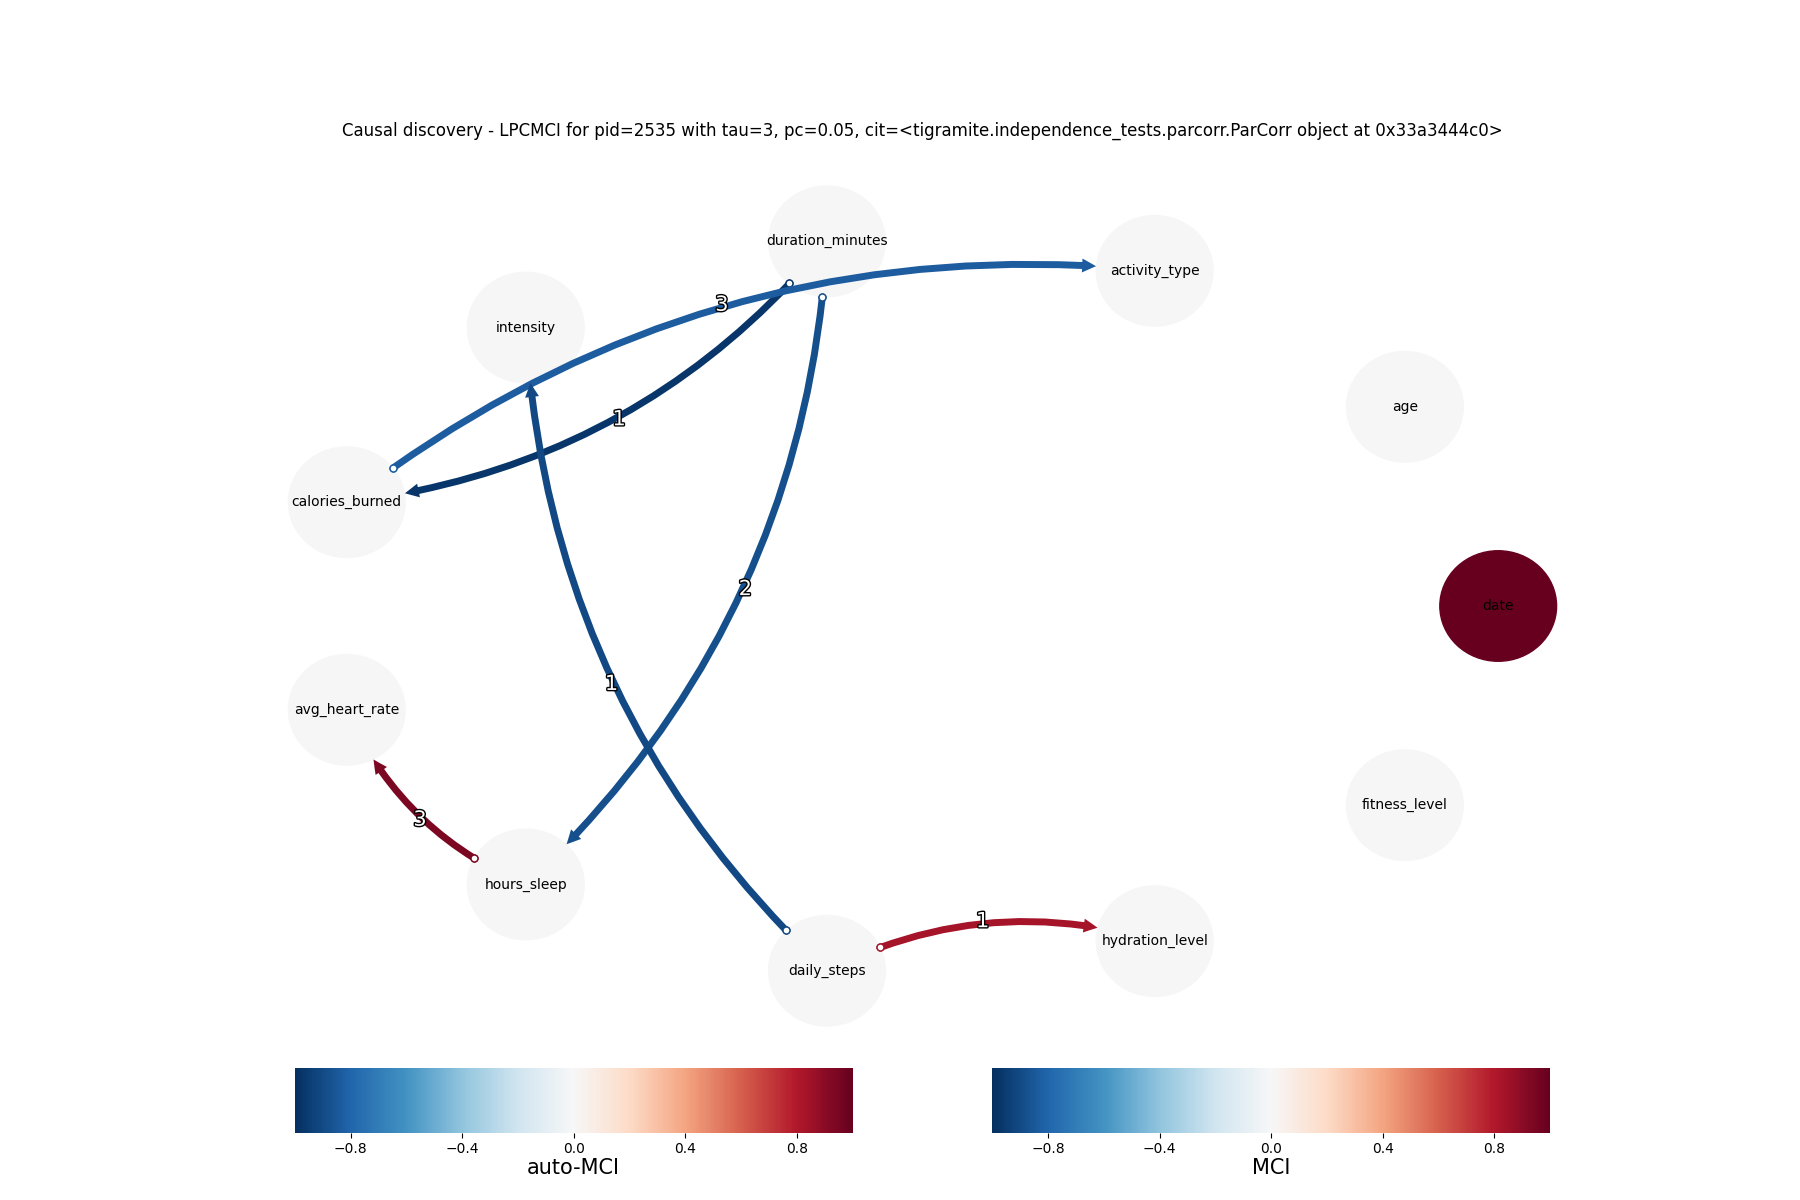 Causal discovery - LPCMCI for pid=2535 with tau=3, pc=0.05, cit=<tigramite.independence_tests.parcorr.ParCorr object at 0x33a3444c0>
duration_minutes
activity_type
3
intensity
age
1
calories_burned
2
date
1
avg_heart_rate
3
fitness_level
hours_sleep
1
hydration_level
daily_steps
−0.8 −0.4 0.0 0.4 0.8
auto-MCI
−0.8 −0.4 0.0 0.4 0.8
MCI